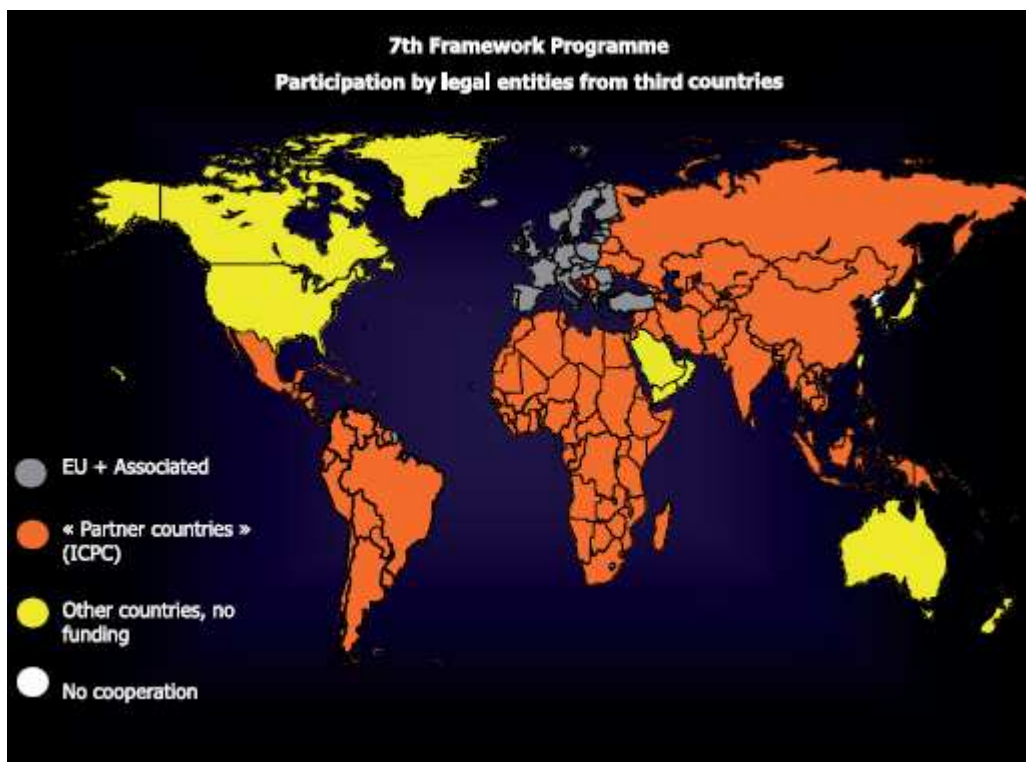 7th Framework Programme
Participation by legal entities from third countries
EU + Associated
« Partner countries »
(ICPC)
Other countries, no
funding
No cooperation